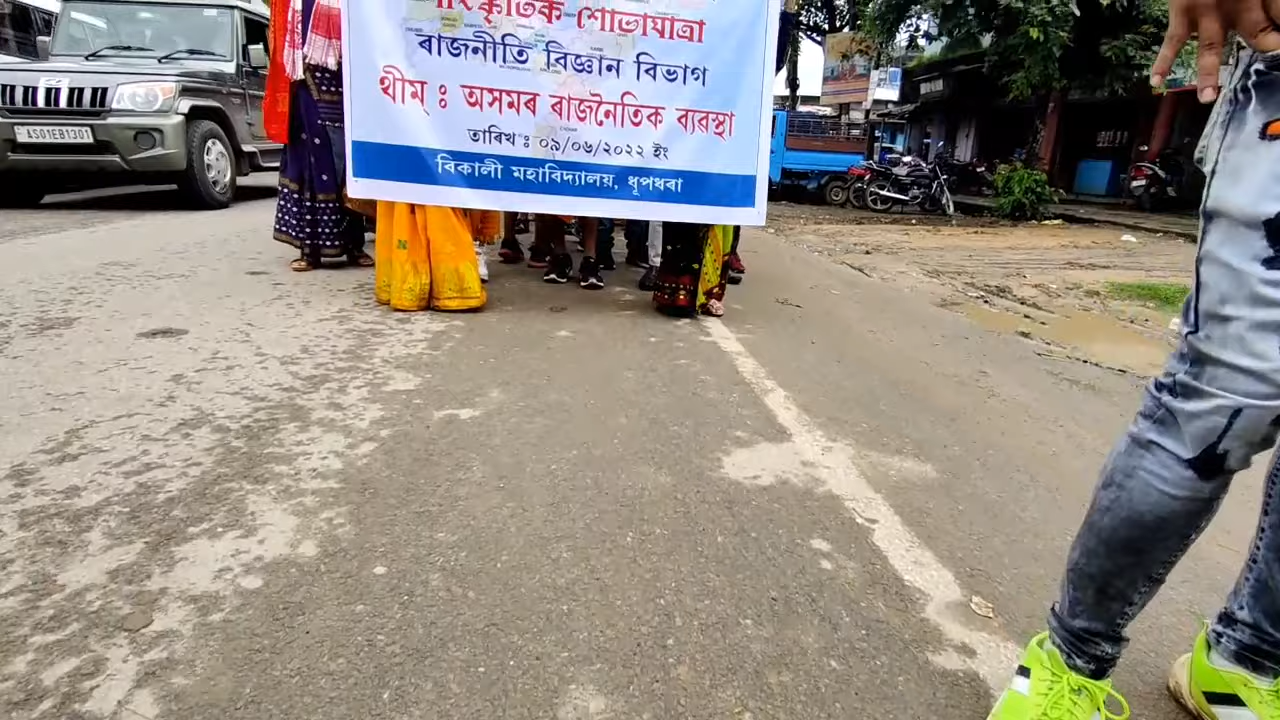 সাংস্কৃতিক শোভাযাত্ৰা
ৰাজনীতি বিজ্ঞান বিভাগ
থীম্ ঃ অসমৰ ৰাজনৈতিক ব্যৱস্থা
তাৰিখ ঃ ০৯/০৬/২০২২ ইং
বিকালী মহাবিদ্যালয়, ধূপধৰা
AS01EB1301